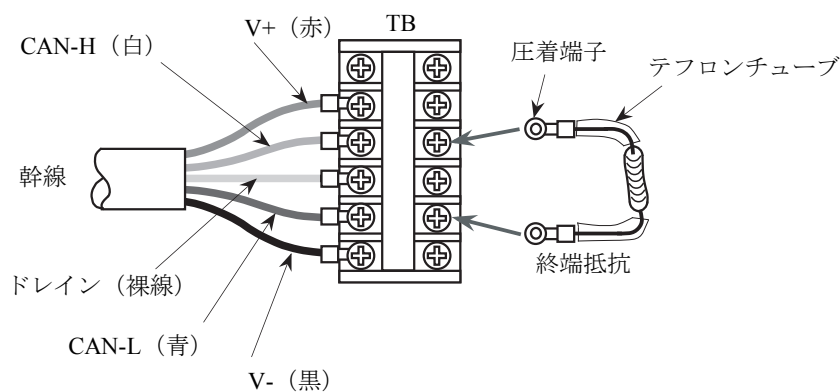 V+（赤）
TB
CAN-H（白）
圧着端子
テフロンチューブ
幹線
ドレイン（裸線）
終端抵抗
CAN-L（青）
V-（黒）